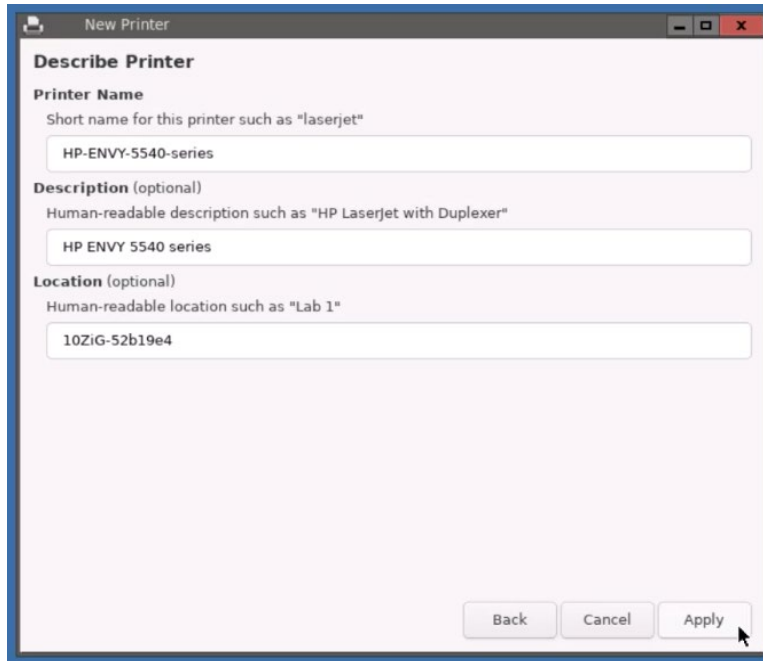 New Printer
Describe Printer
Printer Name
Short name for this printer such as "laserjet"
HP-ENVY-5540-series
Description (optional)
Human-readable description such as "HP LaserJet with Duplexer"
HP ENVY 5540 series
Location (optional)
Human-readable location such as "Lab 1"
10ZiG-52b19e4
Back Cancel Apply